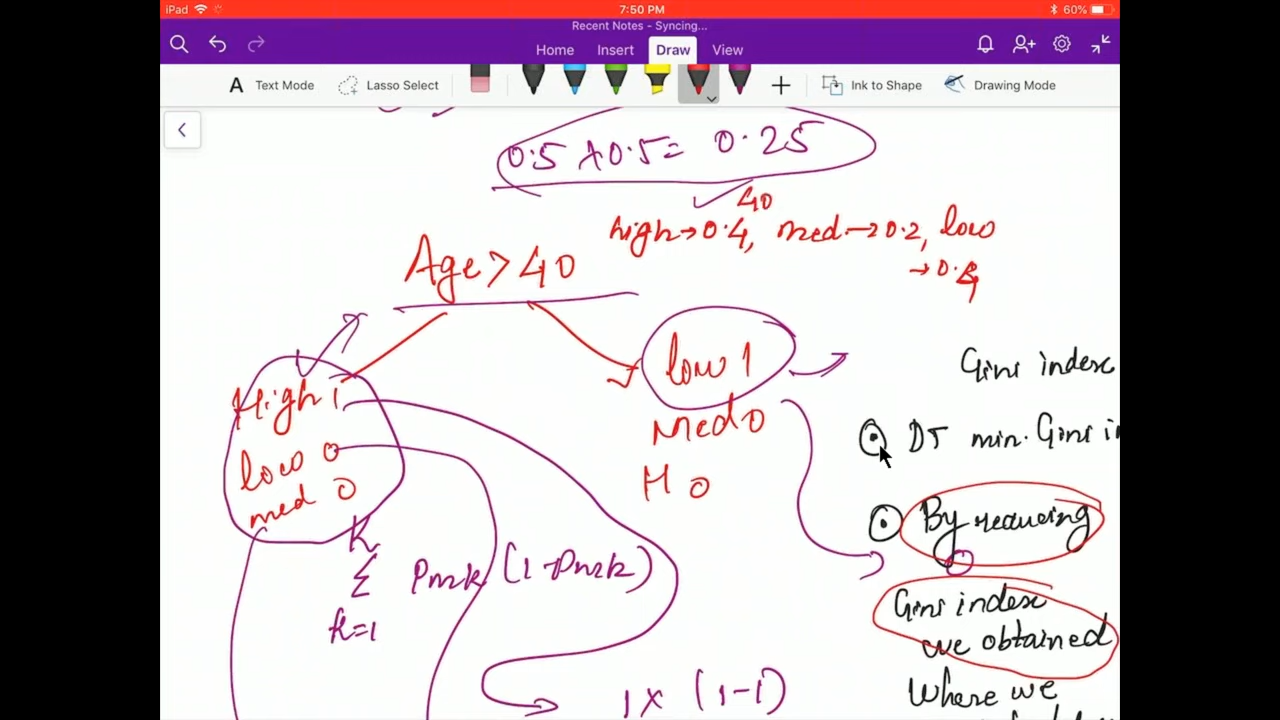 iPad 7:50 PM 60%
Recent Notes - Syncing...
Home Insert Draw View
A Text Mode Lasso Select Ink to Shape Drawing Mode
0.5 x 0.5 = 0.25
40
high → 0.4, med → 0.2, low
→ 0.4
Age > 40
High 1
low 0
med 0
low 1
Med 0
H 0
Gini index
DT min. Gini i
By reducing
Gini index
we obtained
Where we
K
Σ Pmk (1 - Pmk)
k=1
1 x (1-1)